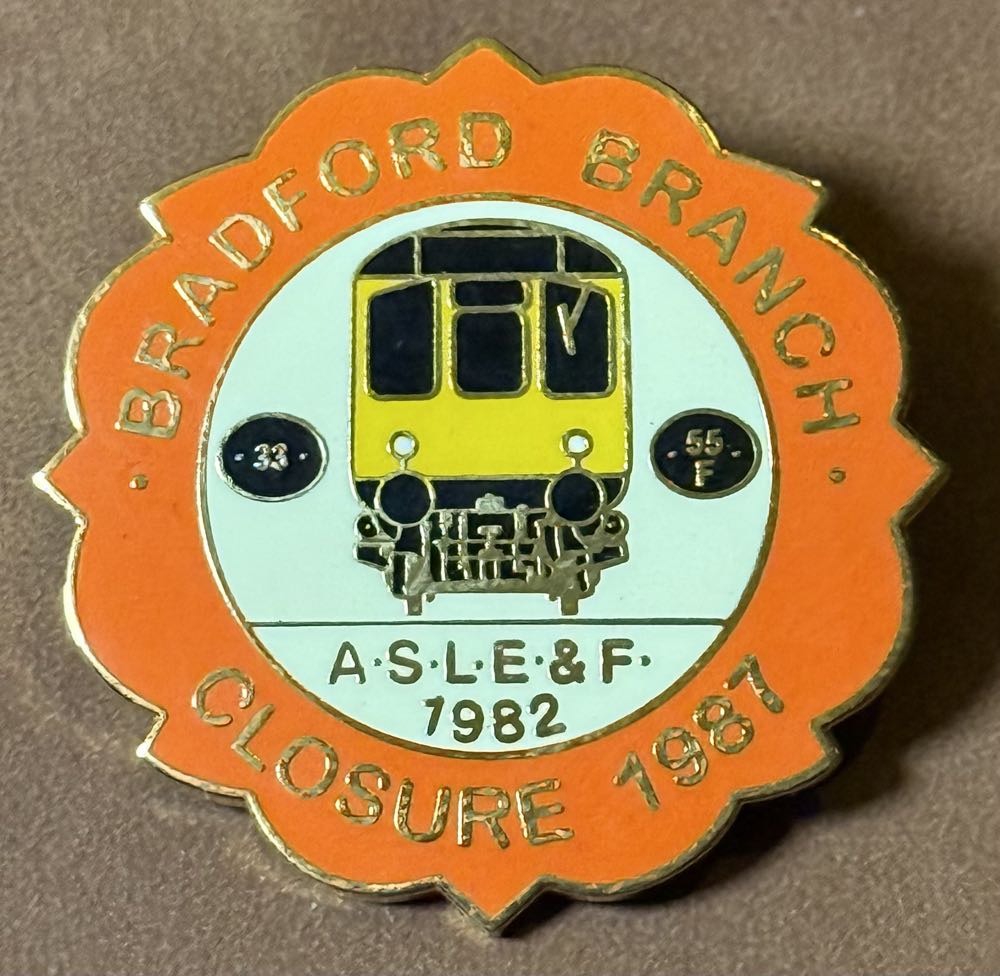 ·BRADFORD BRANCH·
·33·
·55·
F
A·S·L·E·&F·
1982
CLOSURE 1987